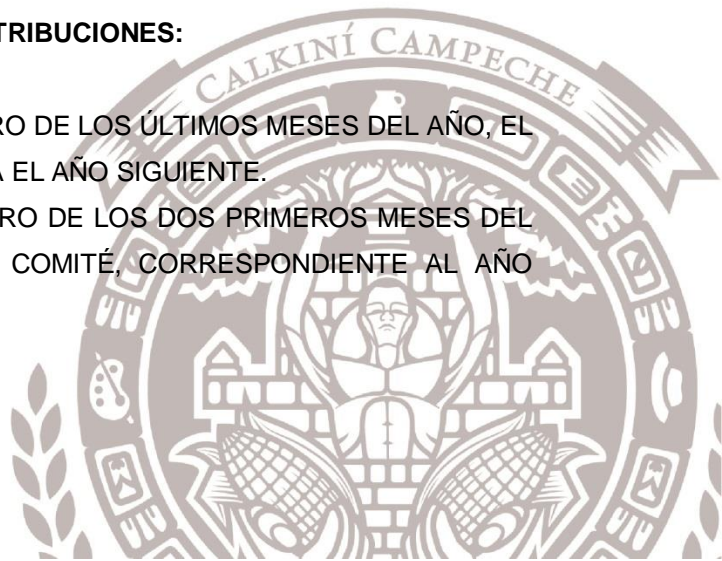 TRIBUCIONES:
CALKINÍ CAMPECHE
RO DE LOS ÚLTIMOS MESES DEL AÑO, EL
EL AÑO SIGUIENTE.
RO DE LOS DOS PRIMEROS MESES DEL
COMITÉ, CORRESPONDIENTE AL AÑO